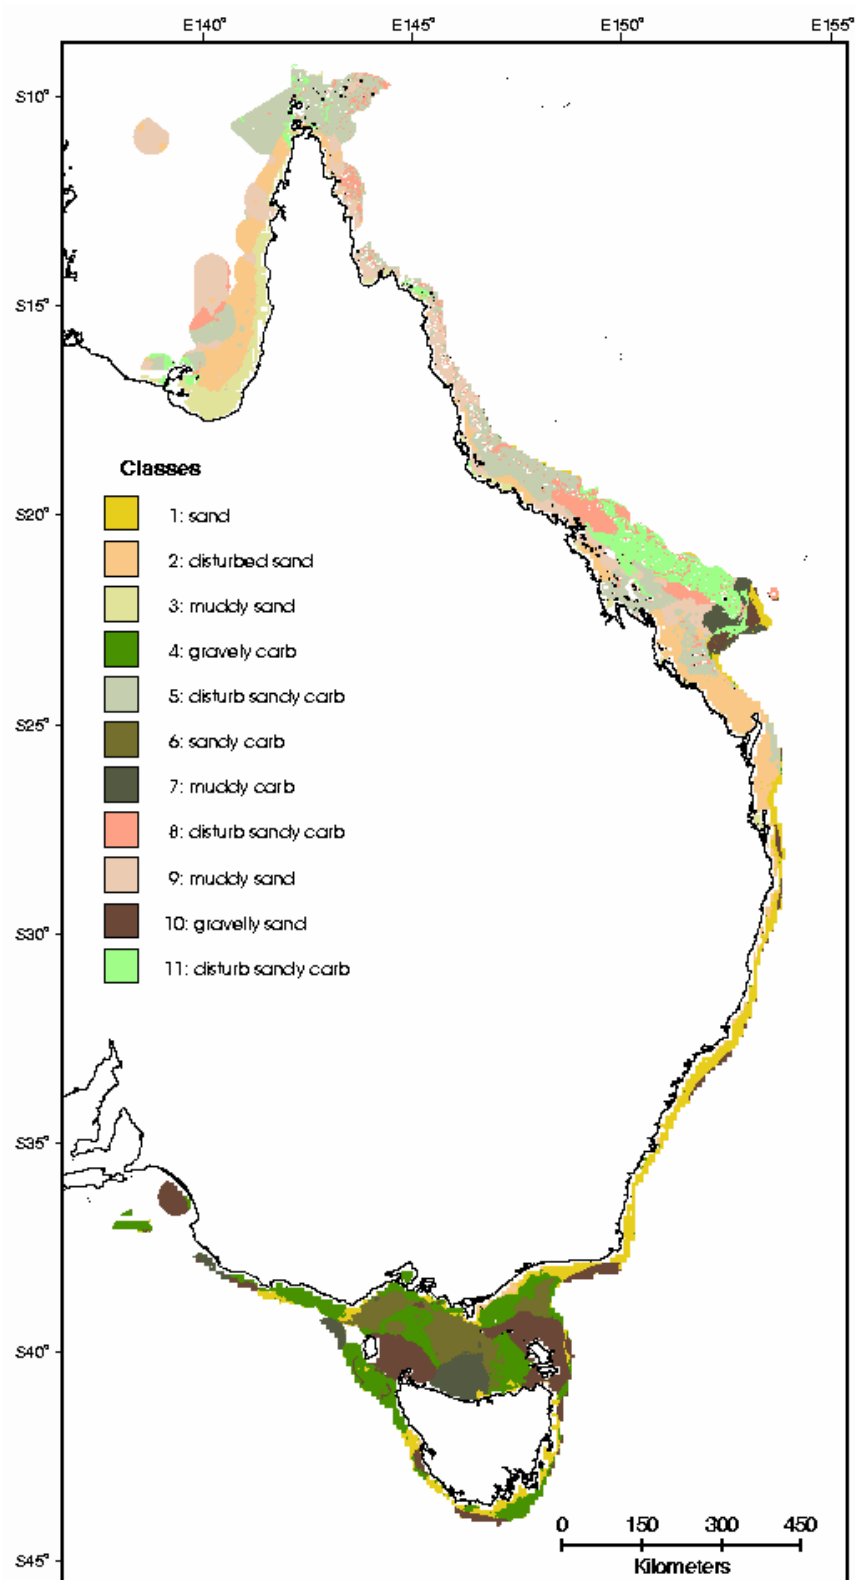 E140° E145° E150° E155°
S10°
S15°
Classes
1: sand
S20°
2: disturbed sand
3: muddy sand
4: gravely carb
5: disturb sandy carb
S25°
6: sandy carb
7: muddy carb
8: disturb sandy carb
9: muddy sand
10: gravelly sand
S30°
11: disturb sandy carb
S35°
S40°
0 150 300 450
S45°
Kilometers